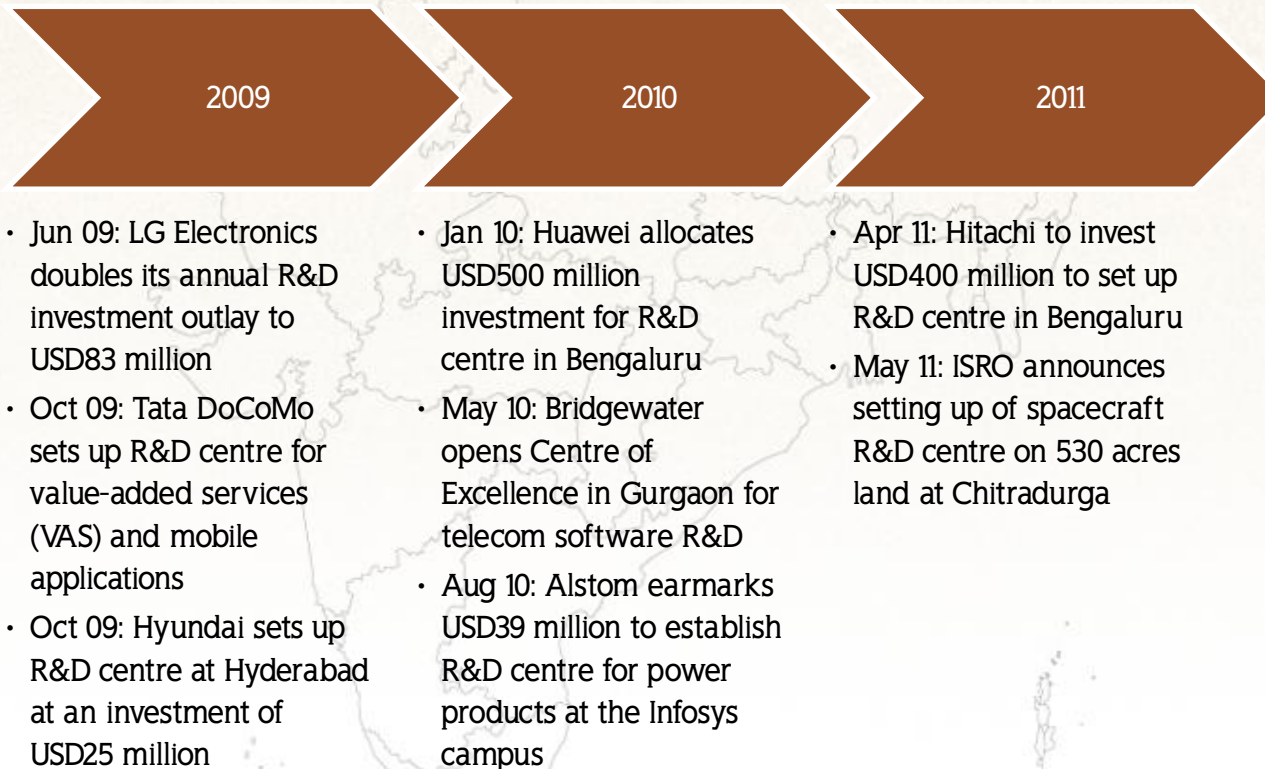 2009
2010
2011
• Jun 09: LG Electronics
doubles its annual R&D
investment outlay to
USD83 million
• Oct 09: Tata DoCoMo
sets up R&D centre for
value-added services
(VAS) and mobile
applications
• Oct 09: Hyundai sets up
R&D centre at Hyderabad
at an investment of
USD25 million
• Jan 10: Huawei allocates
USD500 million
investment for R&D
centre in Bengaluru
• May 10: Bridgewater
opens Centre of
Excellence in Gurgaon for
telecom software R&D
• Aug 10: Alstom earmarks
USD39 million to establish
R&D centre for power
products at the Infosys
campus
• Apr 11: Hitachi to invest
USD400 million to set up
R&D centre in Bengaluru
• May 11: ISRO announces
setting up of spacecraft
R&D centre on 530 acres
land at Chitradurga